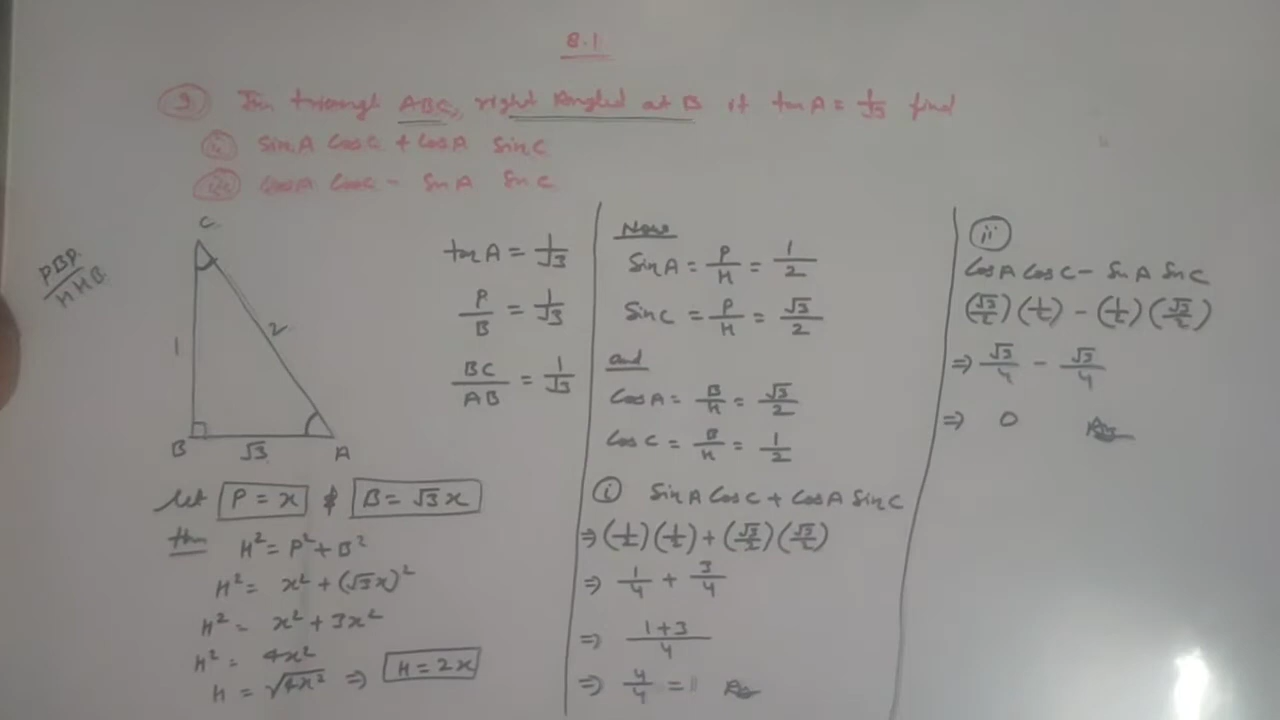 8.1
9 In triangl ABC, right Angled at B if tan A = 1/√3 find
(i) Sin A Cos C + Cos A Sin C
(ii) Cos A Cos C - Sin A Sin C
PBP/HHB
C
1
2
B
√3
A
tan A = 1/√3
P/B = 1/√3
BC/AB = 1/√3
let P = x & B = √3x
then H² = P² + B²
H² = x² + (√3x)²
H² = x² + 3x²
H² = 4x²
H = √4x² ⇒ H = 2x
Now
Sin A = P/H = 1/2
Sin C = P/H = √3/2
and
Cos A = B/H = √3/2
Cos C = B/H = 1/2
(i) Sin A Cos C + Cos A Sin C
⇒ (1/2)(1/2) + (√3/2)(√3/2)
⇒ 1/4 + 3/4
⇒ 1+3/4
⇒ 4/4 = 1 Ans
(ii)
Cos A Cos C - Sin A Sin C
(√3/2)(1/2) - (1/2)(√3/2)
⇒ √3/4 - √3/4
⇒ 0 Ans